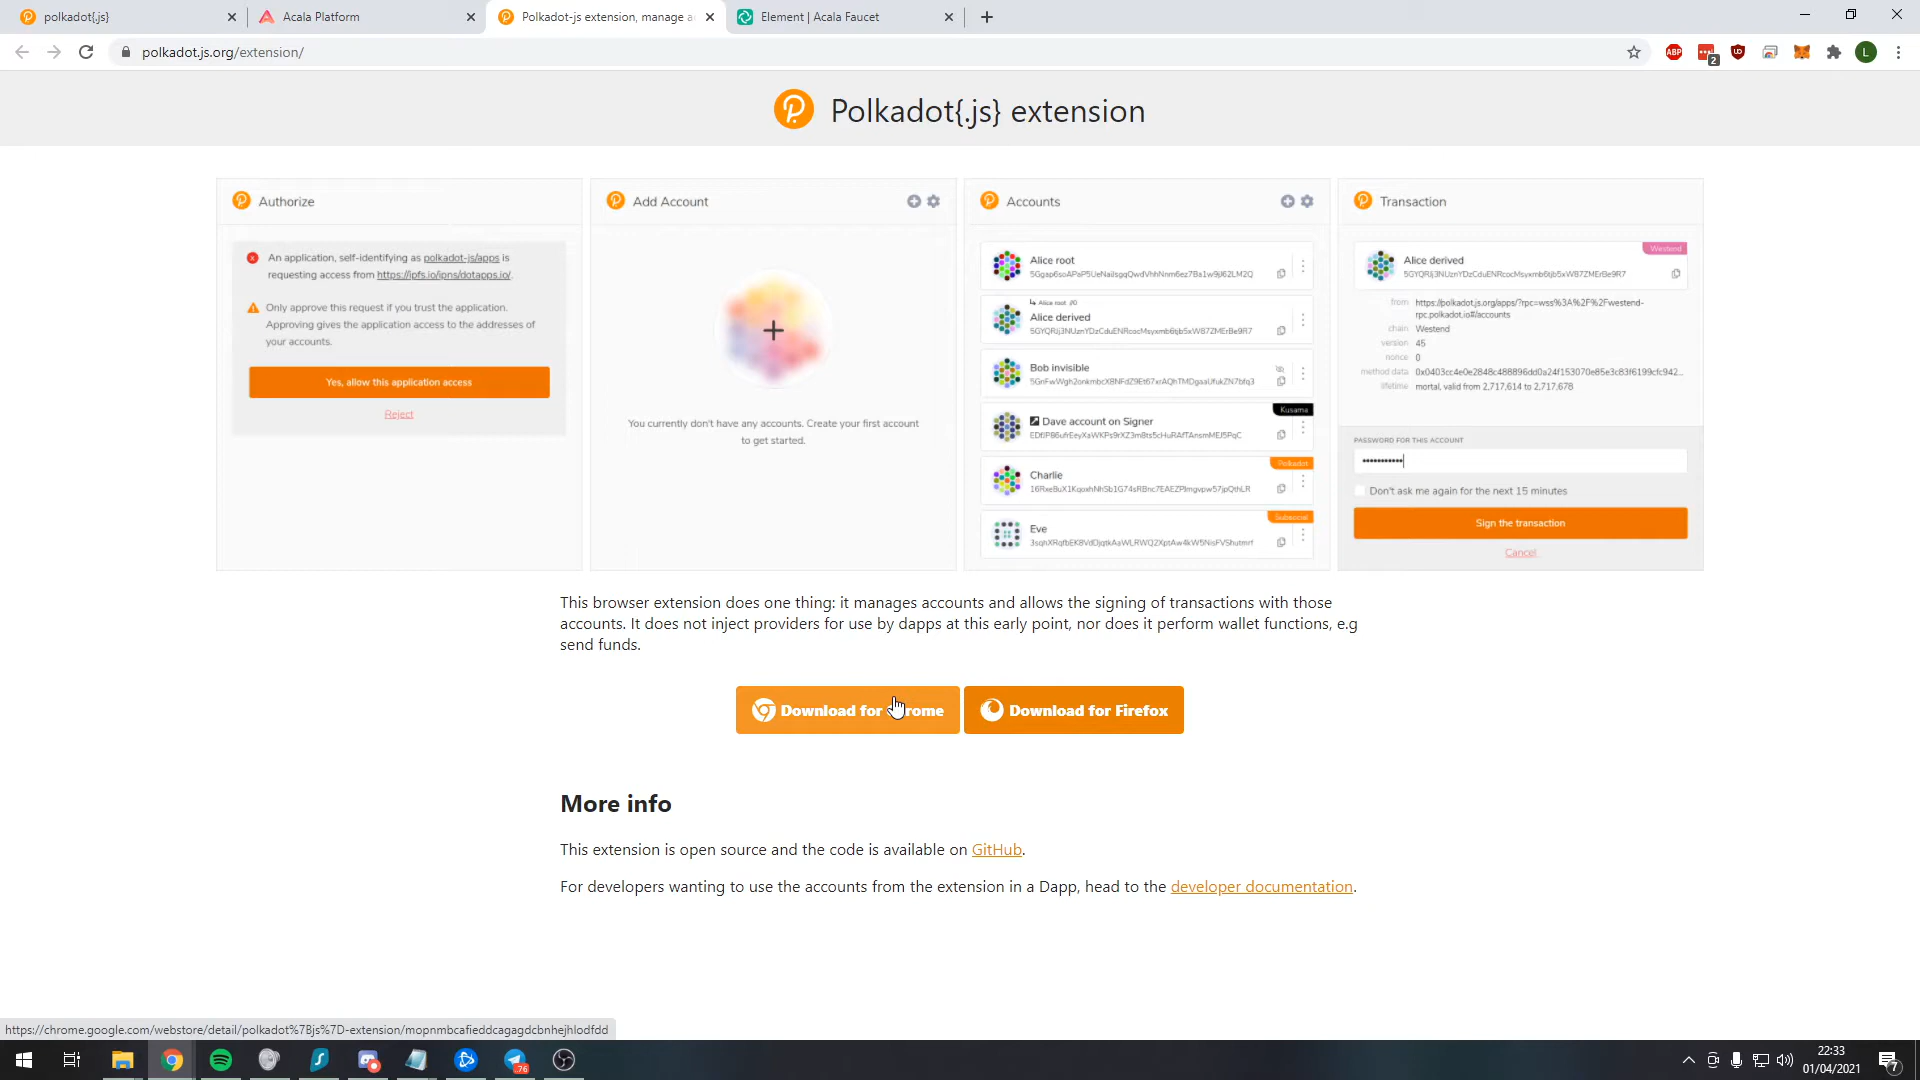 polkadot{.js}
Acala Platform
Polkadot-js extension, manage a
Element | Acala Faucet
polkadot.js.org/extension/
ABP
2
L
Polkadot{.js} extension
Authorize
An application, self-identifying as polkadot-js/apps is
requesting access from https://ipfs.io/ipns/dotapps.io/.
Only approve this request if you trust the application.
Approving gives the application access to the addresses of
your accounts.
Yes, allow this application access
Reject
Add Account
You currently don't have any accounts. Create your first account
to get started.
Accounts
Alice root
Alice root //0
Alice derived
Bob invisible
Kusama
Dave account on Signer
Polkadot
Charlie
Subsocial
Eve
Transaction
Westend
Alice derived
from https://polkadot.js.org/apps/?rpc=wss%3A%2F%2Fwestend-
rpc.polkadot.io#/accounts
chain Westend
version 45
nonce 0
method data
lifetime mortal, valid from 2,717,614 to 2,717,678
PASSWORD FOR THIS ACCOUNT
Don't ask me again for the next 15 minutes
Sign the transaction
Cancel
This browser extension does one thing: it manages accounts and allows the signing of transactions with those
accounts. It does not inject providers for use by dapps at this early point, nor does it perform wallet functions, e.g
send funds.
Download for rome
Download for Firefox
More info
This extension is open source and the code is available on GitHub.
For developers wanting to use the accounts from the extension in a Dapp, head to the developer documentation.
https://chrome.google.com/webstore/detail/polkadot%7Bjs%7D-extension/mopnmbcafieddcagagdcbnhejhlodfdd
76
22:33
01/04/2021
7